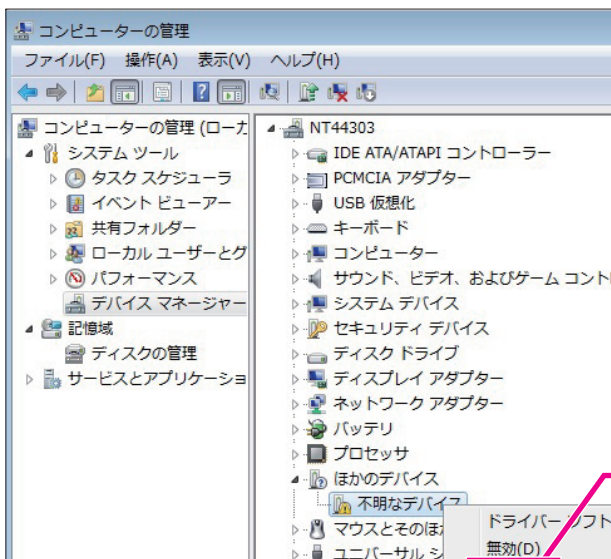 コンピューターの管理
ファイル(F) 操作(A) 表示(V) ヘルプ(H)
コンピューターの管理 (ローカ
システム ツール
タスク スケジューラ
イベント ビューアー
共有フォルダー
ローカル ユーザーとグ
パフォーマンス
デバイス マネージャー
記憶域
ディスクの管理
サービスとアプリケーショ
NT44303
IDE ATA/ATAPI コントローラー
PCMCIA アダプター
USB 仮想化
キーボード
コンピューター
サウンド、ビデオ、およびゲーム コント
システム デバイス
セキュリティ デバイス
ディスク ドライブ
ディスプレイ アダプター
ネットワーク アダプター
バッテリ
プロセッサ
ほかのデバイス
不明なデバイス
マウスとそのほ
ユニバーサル シ
ドライバー ソフト
無効(D)